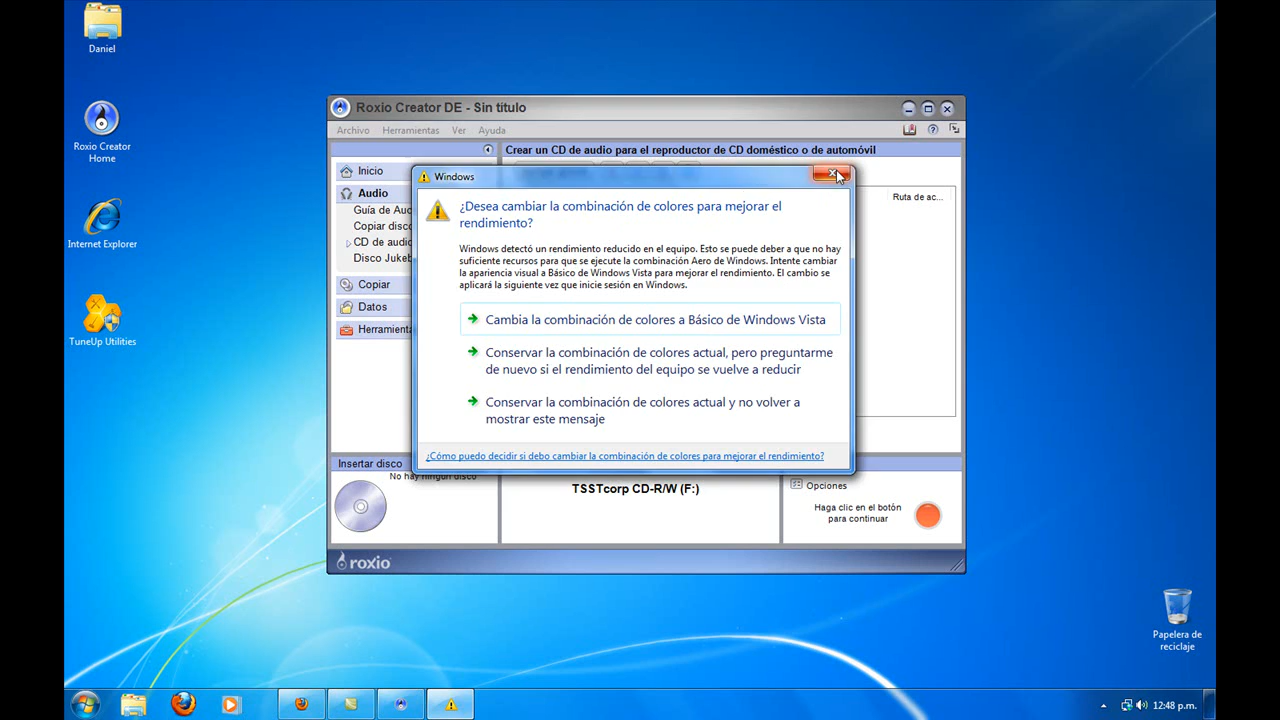 Daniel
Roxio Creator
Home
Internet Explorer
TuneUp Utilities
Roxio Creator DE - Sin titulo
Archivo Herramientas Ver Ayuda
Crear un CD de audio para el reproductor de CD doméstico o de automóvil
Inicio
Audio
Guía de Au
Copiar disc
CD de audio
Disco Juke
Copiar
Datos
Herramienta
Ruta de ac...
Windows
¿Desea cambiar la combinación de colores para mejorar el
rendimiento?
Windows detectó un rendimiento reducido en el equipo. Esto se puede deber a que no hay
suficiente recursos para que se ejecute la combinación Aero de Windows. Intente cambiar
la apariencia visual a Básico de Windows Vista para mejorar el rendimiento. El cambio se
aplicará la siguiente vez que inicie sesión en Windows.
Cambia la combinación de colores a Básico de Windows Vista
Conservar la combinación de colores actual, pero preguntarme
de nuevo si el rendimiento del equipo se vuelve a reducir
Conservar la combinación de colores actual y no volver a
mostrar este mensaje
¿Cómo puedo decidir si debo cambiar la combinación de colores para mejorar el rendimiento?
Insertar disco
No hay ningún disco
TSSTcorp CD-R/W (F:)
Opciones
Haga clic en el botón
para continuar
roxio
Papelera de
reciclaje
12:48 p.m.